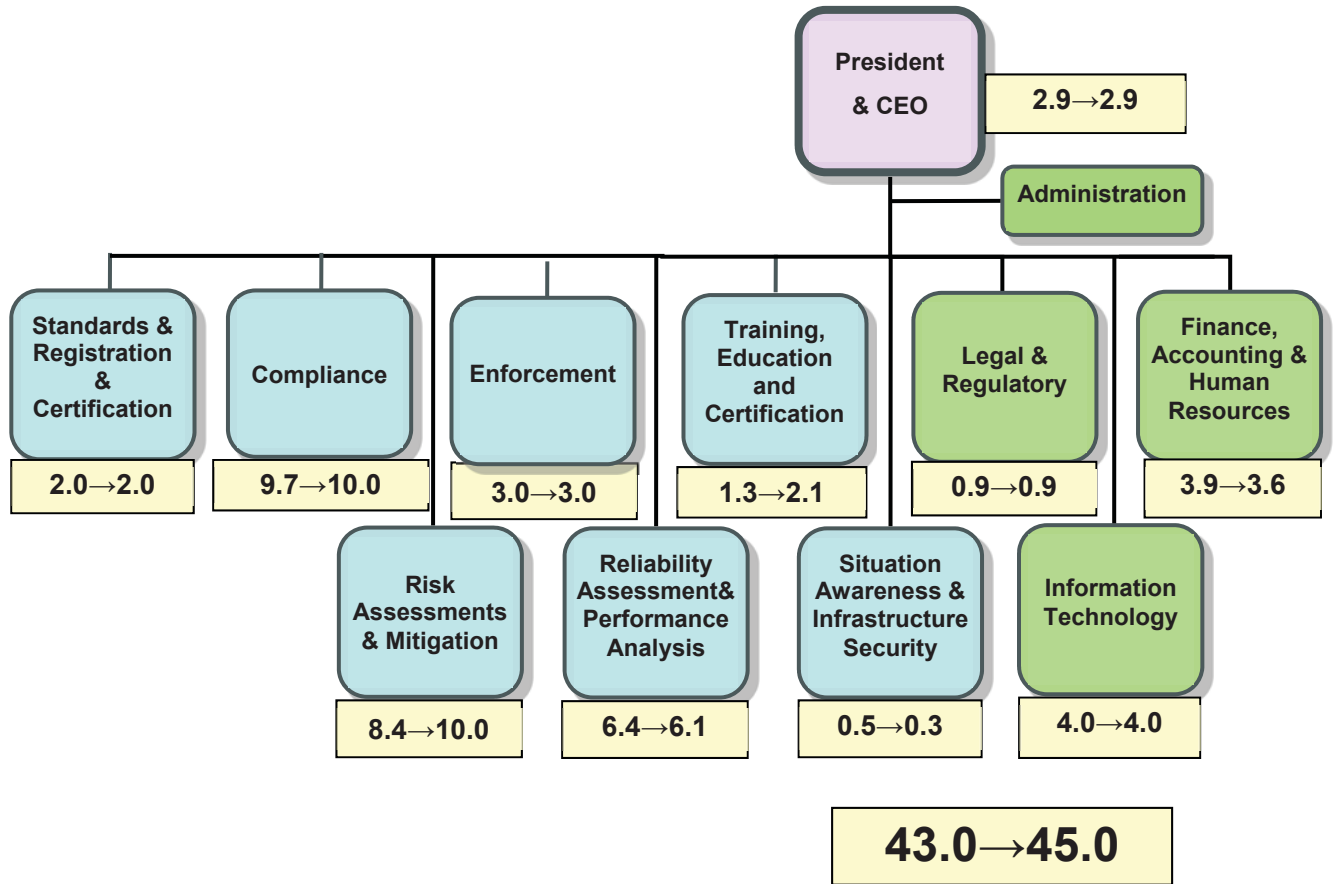 President
& CEO
2.9→2.9
Administration
Standards &
Registration
&
Certification
2.0→2.0
Compliance
9.7→10.0
Enforcement
3.0→3.0
Training,
Education
and
Certification
1.3→2.1
Legal &
Regulatory
0.9→0.9
Finance,
Accounting &
Human
Resources
3.9→3.6
Risk
Assessments
& Mitigation
8.4→10.0
Reliability
Assessment&
Performance
Analysis
6.4→6.1
Situation
Awareness &
Infrastructure
Security
0.5→0.3
Information
Technology
4.0→4.0
43.0→45.0